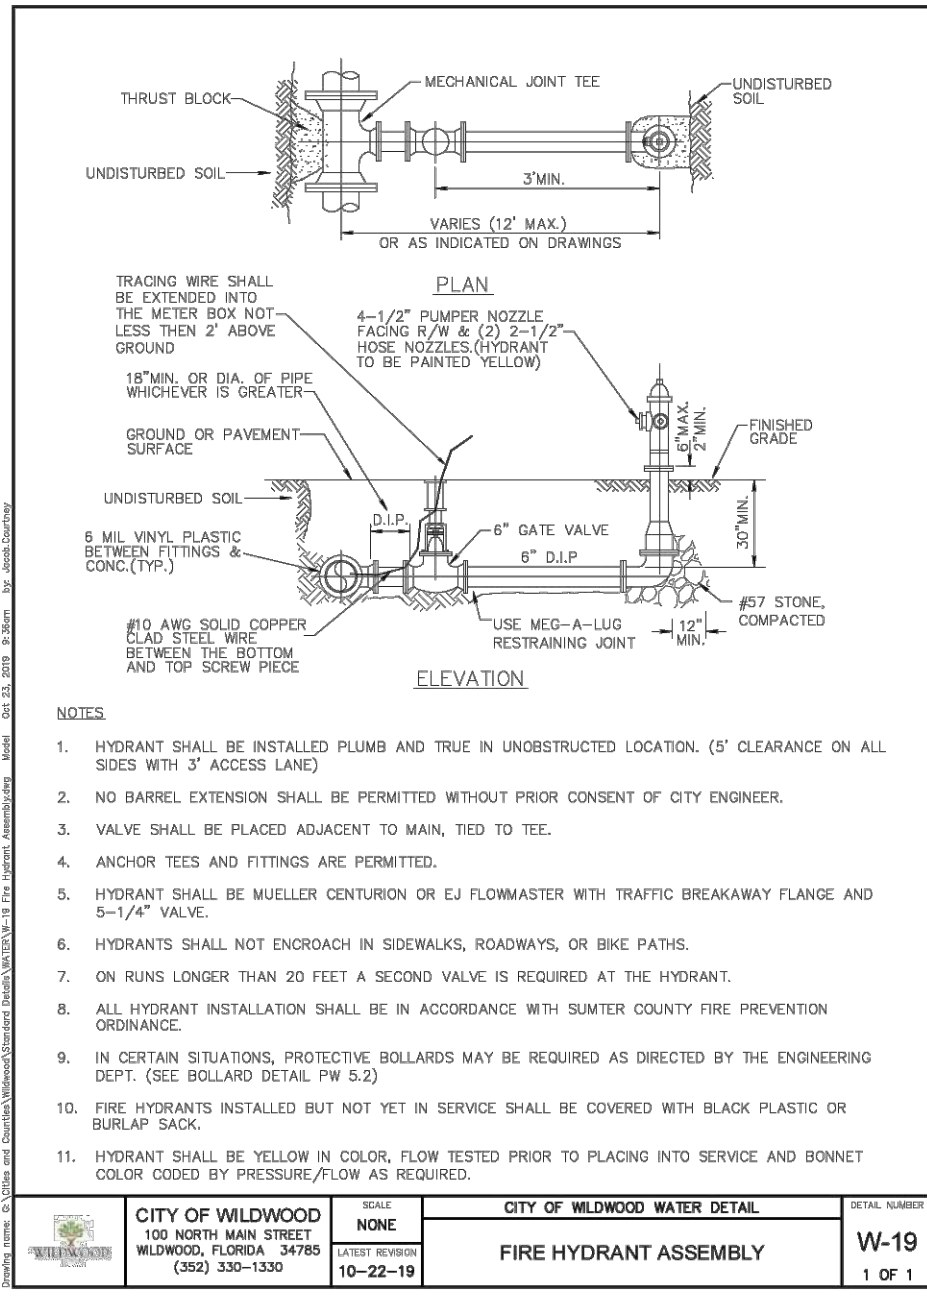 MECHANICAL JOINT TEE
UNDISTURBED
SOIL
THRUST BLOCK
UNDISTURBED SOIL
3'MIN.
VARIES (12' MAX.)
OR AS INDICATED ON DRAWINGS
PLAN
TRACING WIRE SHALL
BE EXTENDED INTO
THE METER BOX NOT
LESS THEN 2' ABOVE
GROUND
4-1/2" PUMPER NOZZLE
FACING R/W & (2) 2-1/2"
HOSE NOZZLES.(HYDRANT
TO BE PAINTED YELLOW)
18"MIN. OR DIA. OF PIPE
WHICHEVER IS GREATER
GROUND OR PAVEMENT
SURFACE
6"MAX.
2"MIN.
FINISHED
GRADE
UNDISTURBED SOIL
D.I.P.
6" GATE VALVE
30"MIN.
6 MIL VINYL PLASTIC
BETWEEN FITTINGS &
CONC.(TYP.)
6" D.I.P
#10 AWG SOLID COPPER
CLAD STEEL WIRE
BETWEEN THE BOTTOM
AND TOP SCREW PIECE
USE MEG-A-LUG
RESTRAINING JOINT
12"
MIN.
#57 STONE,
COMPACTED
ELEVATION
NOTES
1. HYDRANT SHALL BE INSTALLED PLUMB AND TRUE IN UNOBSTRUCTED LOCATION. (5' CLEARANCE ON ALL
SIDES WITH 3' ACCESS LANE)
2. NO BARREL EXTENSION SHALL BE PERMITTED WITHOUT PRIOR CONSENT OF CITY ENGINEER.
3. VALVE SHALL BE PLACED ADJACENT TO MAIN, TIED TO TEE.
4. ANCHOR TEES AND FITTINGS ARE PERMITTED.
5. HYDRANT SHALL BE MUELLER CENTURION OR EJ FLOWMASTER WITH TRAFFIC BREAKAWAY FLANGE AND
5-1/4" VALVE.
6. HYDRANTS SHALL NOT ENCROACH IN SIDEWALKS, ROADWAYS, OR BIKE PATHS.
7. ON RUNS LONGER THAN 20 FEET A SECOND VALVE IS REQUIRED AT THE HYDRANT.
8. ALL HYDRANT INSTALLATION SHALL BE IN ACCORDANCE WITH SUMTER COUNTY FIRE PREVENTION
ORDINANCE.
9. IN CERTAIN SITUATIONS, PROTECTIVE BOLLARDS MAY BE REQUIRED AS DIRECTED BY THE ENGINEERING
DEPT. (SEE BOLLARD DETAIL PW 5.2)
10. FIRE HYDRANTS INSTALLED BUT NOT YET IN SERVICE SHALL BE COVERED WITH BLACK PLASTIC OR
BURLAP SACK.
11. HYDRANT SHALL BE YELLOW IN COLOR, FLOW TESTED PRIOR TO PLACING INTO SERVICE AND BONNET
COLOR CODED BY PRESSURE/FLOW AS REQUIRED.
Drawing name: G:\Cities and Counties\Wildwood\Standard Details\WATER\W-19 Fire Hydrant Assembly.dwg Model Oct 23, 2019 9:36am by: Jacob.Courtney
WILDWOOD
CITY OF WILDWOOD
100 NORTH MAIN STREET
WILDWOOD, FLORIDA 34785
(352) 330-1330
SCALE
NONE
LATEST REVISION
10-22-19
CITY OF WILDWOOD WATER DETAIL
FIRE HYDRANT ASSEMBLY
DETAIL NUMBER
W-19
1 OF 1